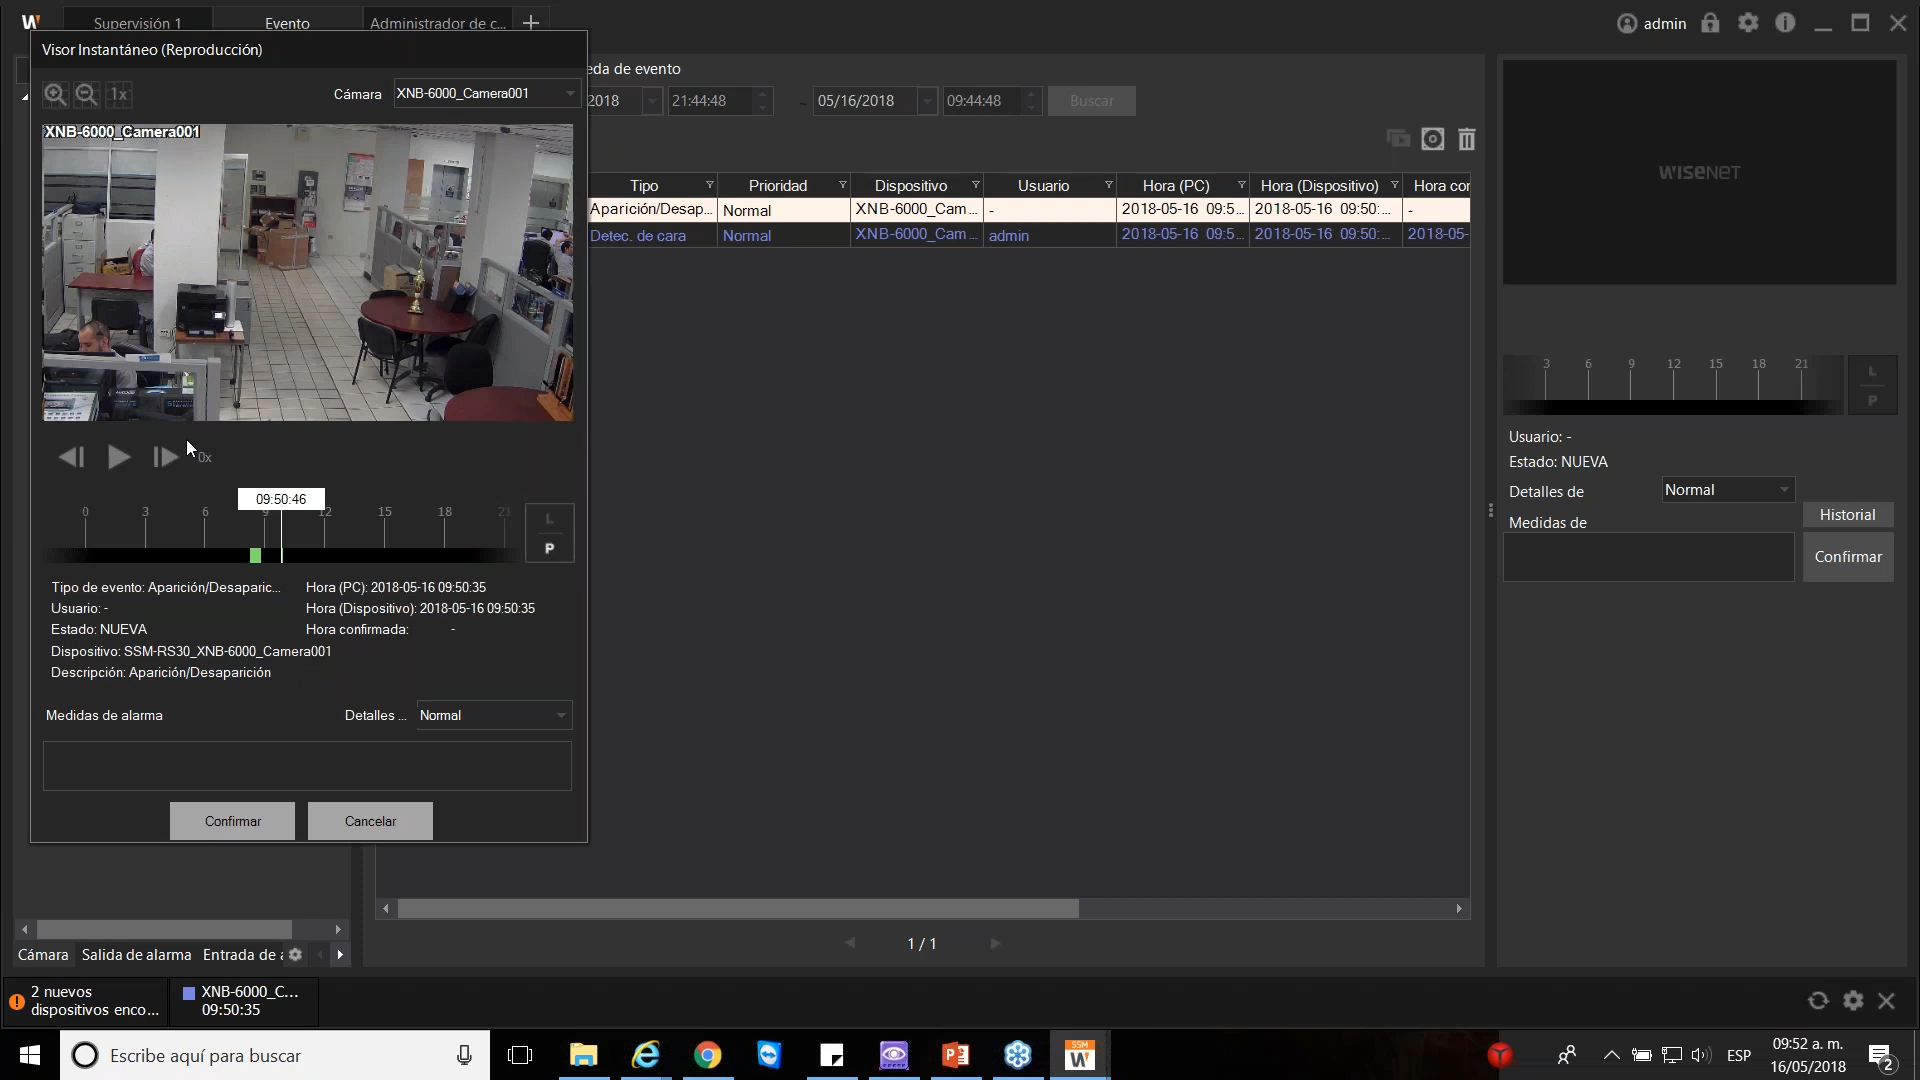 W Supervisión 1 Evento Administrador de c... admin
Visor Instantáneo (Reproducción)
eda de evento
1x Cámara XNB-6000_Camera001
2018 21:44:48 ~ 05/16/2018 09:44:48 Buscar
XNB-6000_Camera001
WISENET
Tipo Prioridad Dispositivo Usuario Hora (PC) Hora (Dispositivo) Hora cor
Aparición/Desap... Normal XNB-6000_Cam... - 2018-05-16 09:5... 2018-05-16 09:50:... -
Detec. de cara Normal XNB-6000_Cam... admin 2018-05-16 09:5... 2018-05-16 09:50:... 2018-05-
3 6 9 12 15 18 21 L
P
Usuario: -
Estado: NUEVA
Detalles de Normal
Historial
Medidas de
Confirmar
0x
09:50:46
0 3 6 9 12 15 18 21 L
P
Tipo de evento: Aparición/Desaparic... Hora (PC): 2018-05-16 09:50:35
Usuario: - Hora (Dispositivo): 2018-05-16 09:50:35
Estado: NUEVA Hora confirmada: -
Dispositivo: SSM-RS30_XNB-6000_Camera001
Descripción: Aparición/Desaparición
Medidas de alarma Detalles ... Normal
Confirmar Cancelar
1 / 1
Cámara Salida de alarma Entrada de a
2 nuevos
dispositivos enco...
XNB-6000_C...
09:50:35
Escribe aquí para buscar
SSM
W
ESP
09:52 a. m.
16/05/2018
2